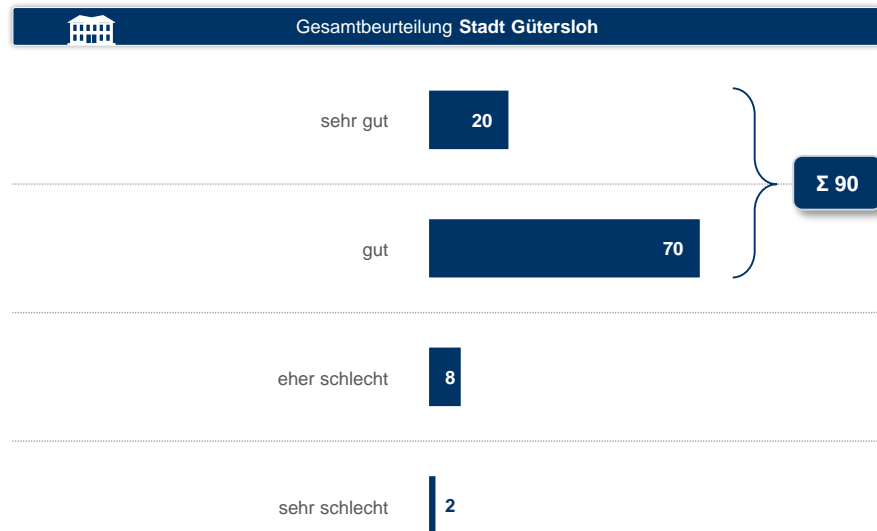 Gesamtbeurteilung Stadt Gütersloh
sehr gut 20
Σ 90
gut 70
eher schlecht 8
sehr schlecht 2